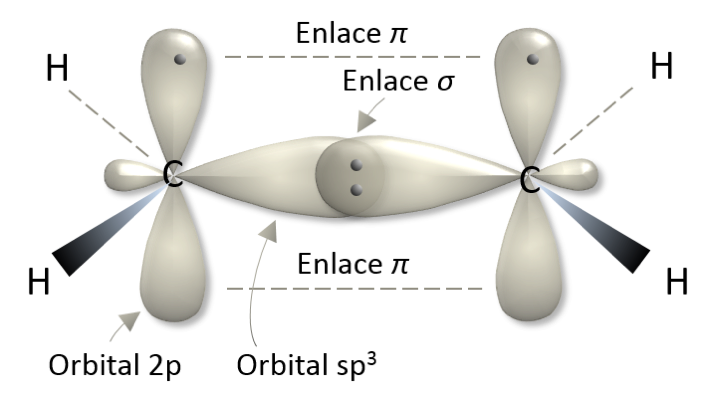 Enlace π
H
H
Enlace σ
C
C
Enlace π
H
H
Orbital 2p
Orbital sp³